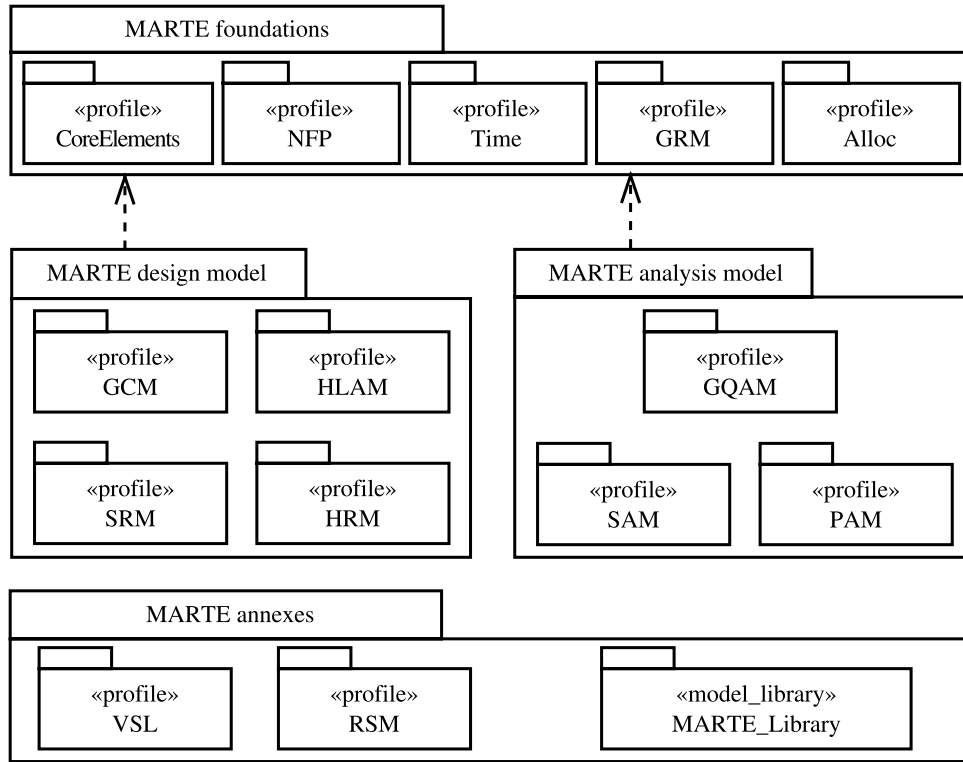 MARTE foundations
«profile» «profile» «profile» «profile» «profile»
CoreElements NFP Time GRM Alloc
MARTE design model MARTE analysis model
«profile» «profile» «profile»
GCM HLAM GQAM
«profile» «profile» «profile» «profile»
SRM HRM SAM PAM
MARTE annexes
«profile» «profile» «model_library»
VSL RSM MARTE_Library